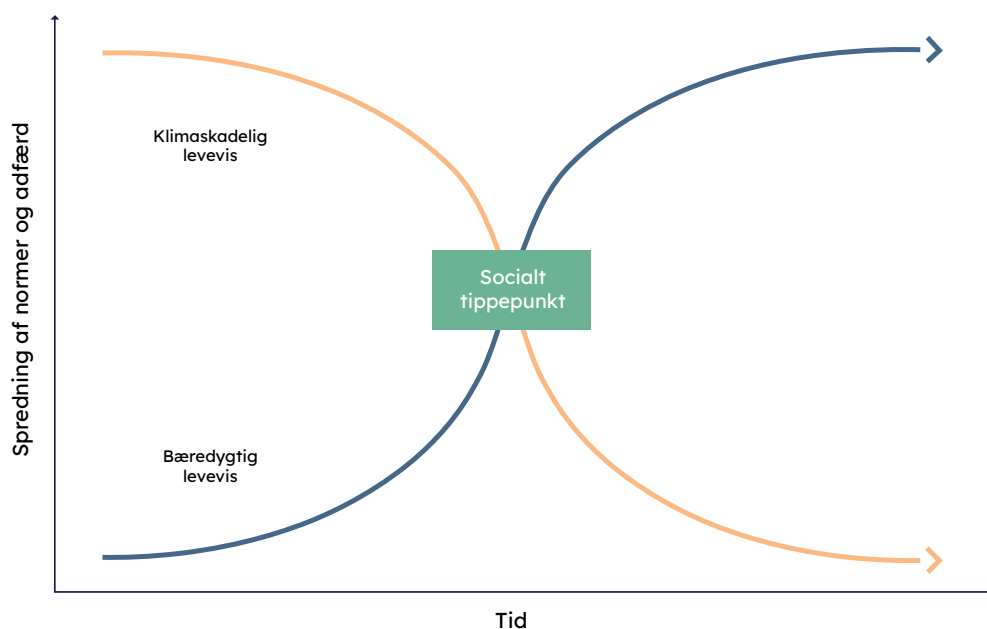 Spredning af normer og adfærd
Klimaskadelig
levevis
Socialt
tippepunkt
Bæredygtig
levevis
Tid